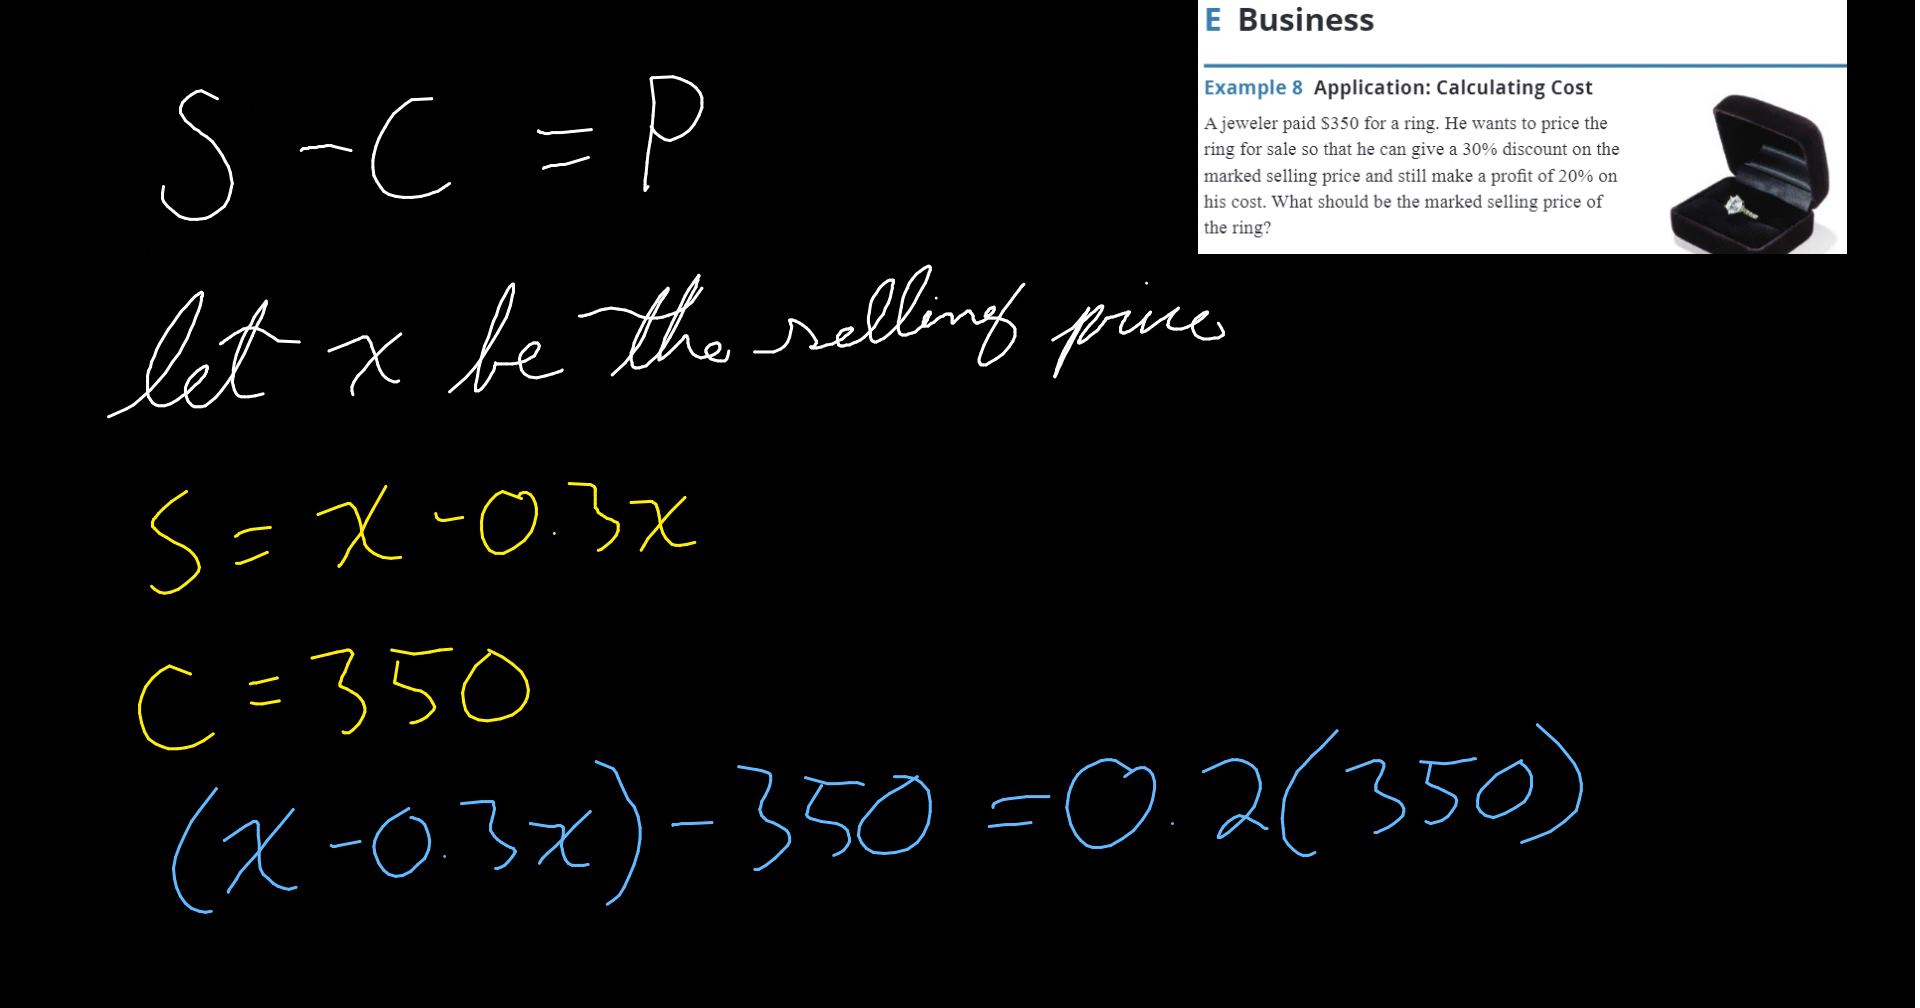 E Business
Example 8 Application: Calculating Cost
A jeweler paid $350 for a ring. He wants to price the
ring for sale so that he can give a 30% discount on the
marked selling price and still make a profit of 20% on
his cost. What should be the marked selling price of
the ring?
S - C = P
let x be the selling price
S = x - 0.3x
C = 350
(x - 0.3x) - 350 = 0.2(350)